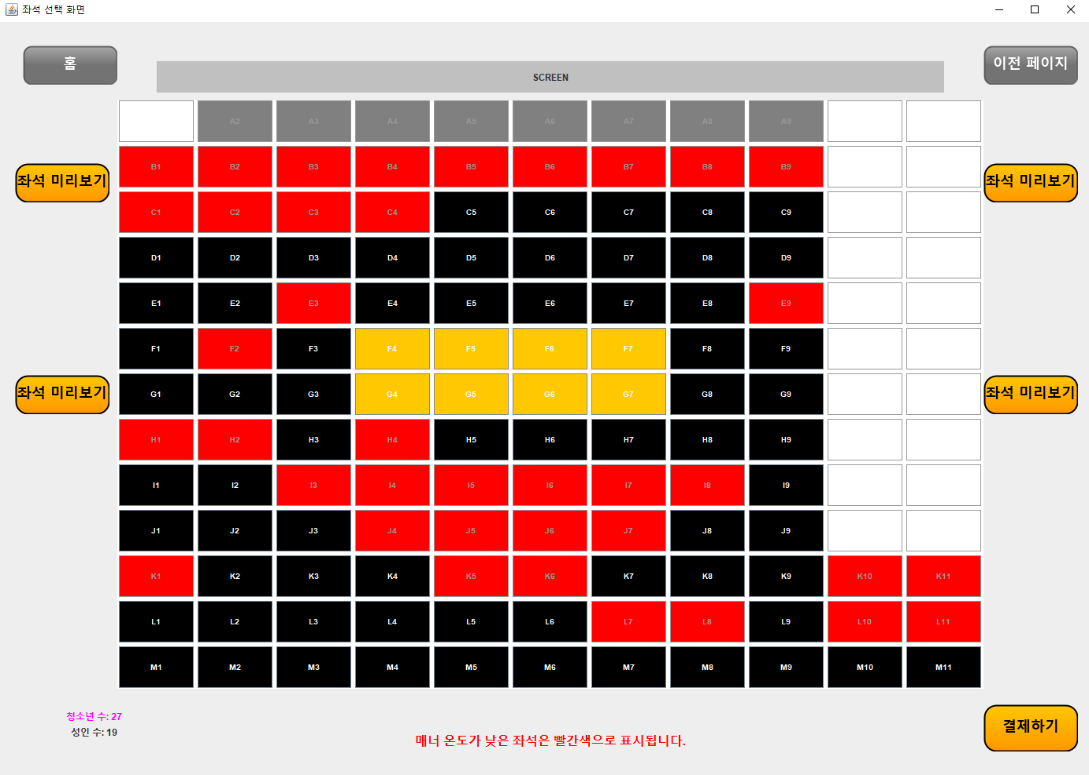 좌석 선택 화면
홈
이전 페이지
SCREEN
A2 A3 A4 A5 A6 A7 A8 A9
B1 B2 B3 B4 B5 B6 B7 B8 B9
좌석 미리보기 좌석 미리보기
C1 C2 C3 C4 C5 C6 C7 C8 C9
D1 D2 D3 D4 D5 D6 D7 D8 D9
E1 E2 E3 E4 E5 E6 E7 E8 E9
F1 F2 F3 F4 F5 F6 F7 F8 F9
좌석 미리보기 좌석 미리보기
G1 G2 G3 G4 G5 G6 G7 G8 G9
H1 H2 H3 H4 H5 H6 H7 H8 H9
I1 I2 I3 I4 I5 I6 I7 I8 I9
J1 J2 J3 J4 J5 J6 J7 J8 J9
K1 K2 K3 K4 K5 K6 K7 K8 K9 K10 K11
L1 L2 L3 L4 L5 L6 L7 L8 L9 L10 L11
M1 M2 M3 M4 M5 M6 M7 M8 M9 M10 M11
청소년 수: 27
성인 수: 19
매너 온도가 낮은 좌석은 빨간색으로 표시됩니다.
결제하기